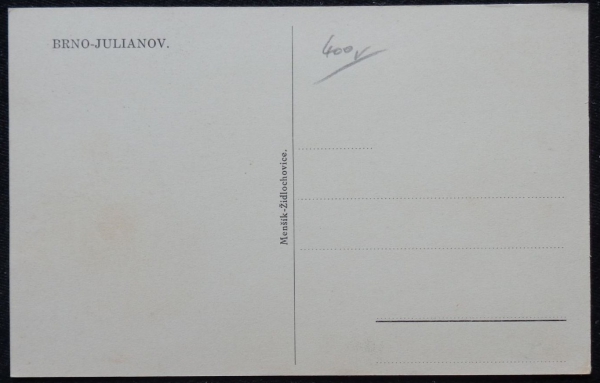 BRNO-JULIANOV.
Menšík-Židlochovice.
400,